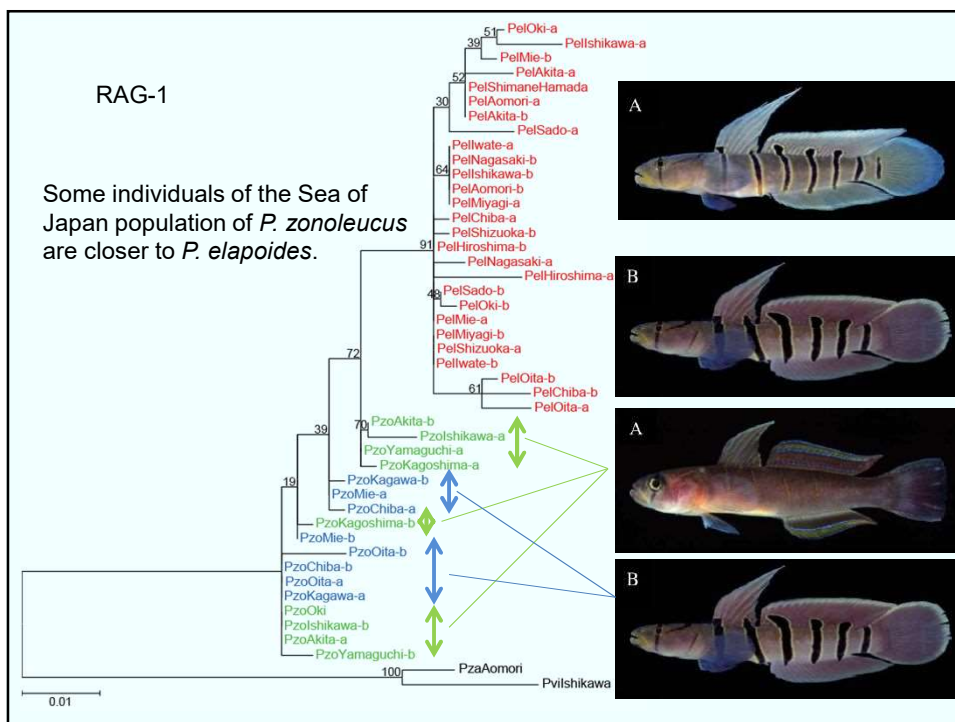 RAG-1
Some individuals of the Sea of
Japan population of P. zonoleucus
are closer to P. elapoides.
51
PelOki-a
PelIshikawa-a
39
PelMie-b
PelAkita-a
52
PelShimaneHamada
PelAomori-a
PelAkita-b
30
PelSado-a
PelIwate-a
PelNagasaki-b
64
PelIshikawa-b
PelAomori-b
PelMiyagi-a
PelChiba-a
PelShizuoka-b
91
PelHiroshima-b
PelNagasaki-a
PelHiroshima-a
48
PelSado-b
PelOki-b
PelMie-a
PelMiyagi-b
PelShizuoka-a
PelIwate-b
72
PelOita-b
61
PelChiba-b
PelOita-a
PzoAkita-b
70
PzoIshikawa-a
39
PzoYamaguchi-a
PzoKagoshima-a
PzoKagawa-b
19
PzoMie-a
PzoChiba-a
PzoKagoshima-b
PzoMie-b
PzoOita-b
PzoChiba-b
PzoOita-a
PzoKagawa-a
PzoOki
PzoIshikawa-b
PzoAkita-a
PzoYamaguchi-b
100
PzaAomori
PviIshikawa
0.01
A
B
A
B